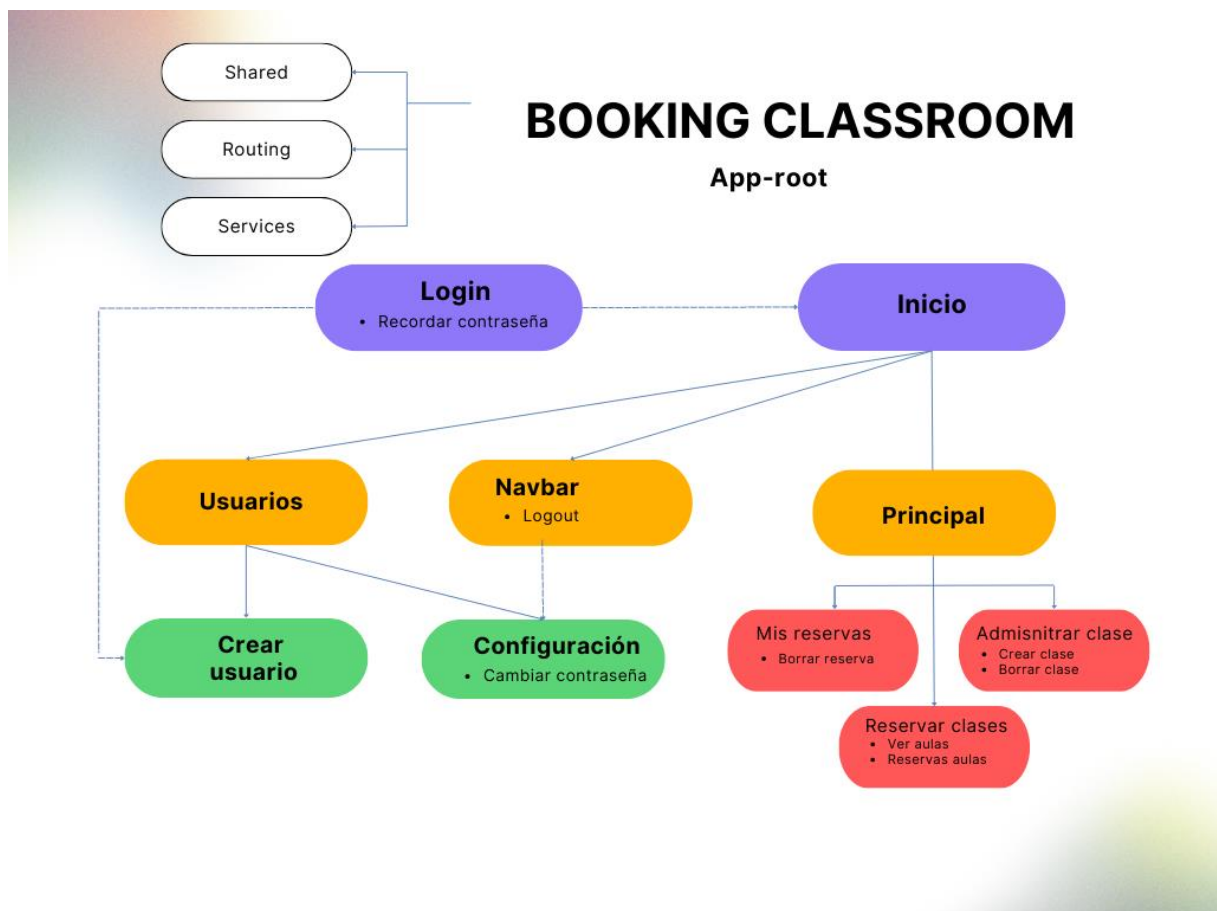 Shared
Routing
Services
BOOKING CLASSROOM
App-root
Login
• Recordar contraseña
Inicio
Usuarios
Navbar
• Logout
Principal
Crear
usuario
Configuración
• Cambiar contraseña
Mis reservas
• Borrar reserva
Admisnitrar clase
• Crear clase
• Borrar clase
Reservar clases
• Ver aulas
• Reservas aulas